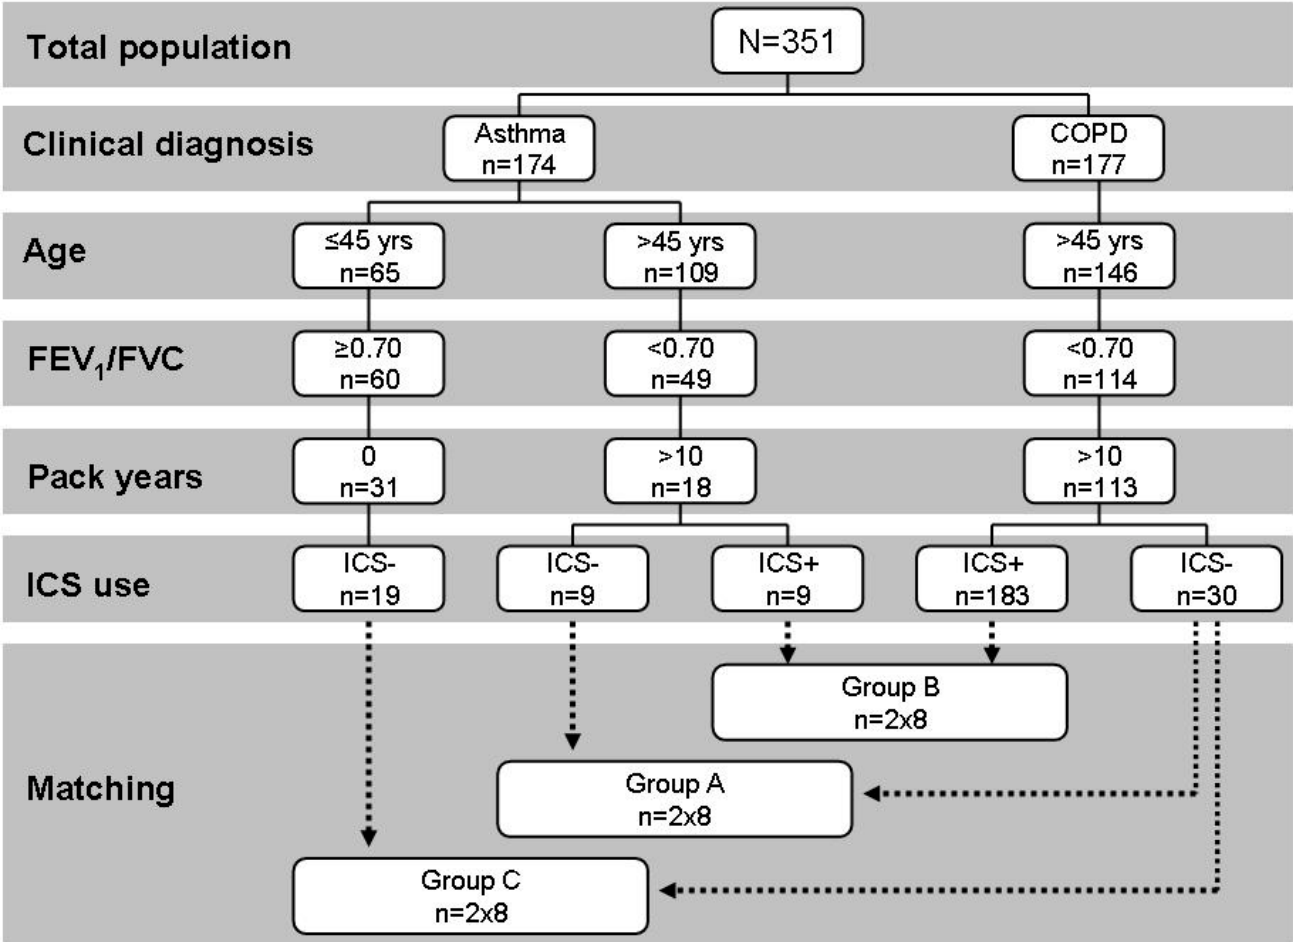 Total population
N=351
Clinical diagnosis
Asthma
n=174
COPD
n=177
Age
≤45 yrs
n=65
>45 yrs
n=109
>45 yrs
n=146
FEV₁/FVC
≥0.70
n=60
<0.70
n=49
<0.70
n=114
Pack years
0
n=31
>10
n=18
>10
n=113
ICS use
ICS-
n=19
ICS-
n=9
ICS+
n=9
ICS+
n=183
ICS-
n=30
Matching
Group B
n=2x8
Group A
n=2x8
Group C
n=2x8